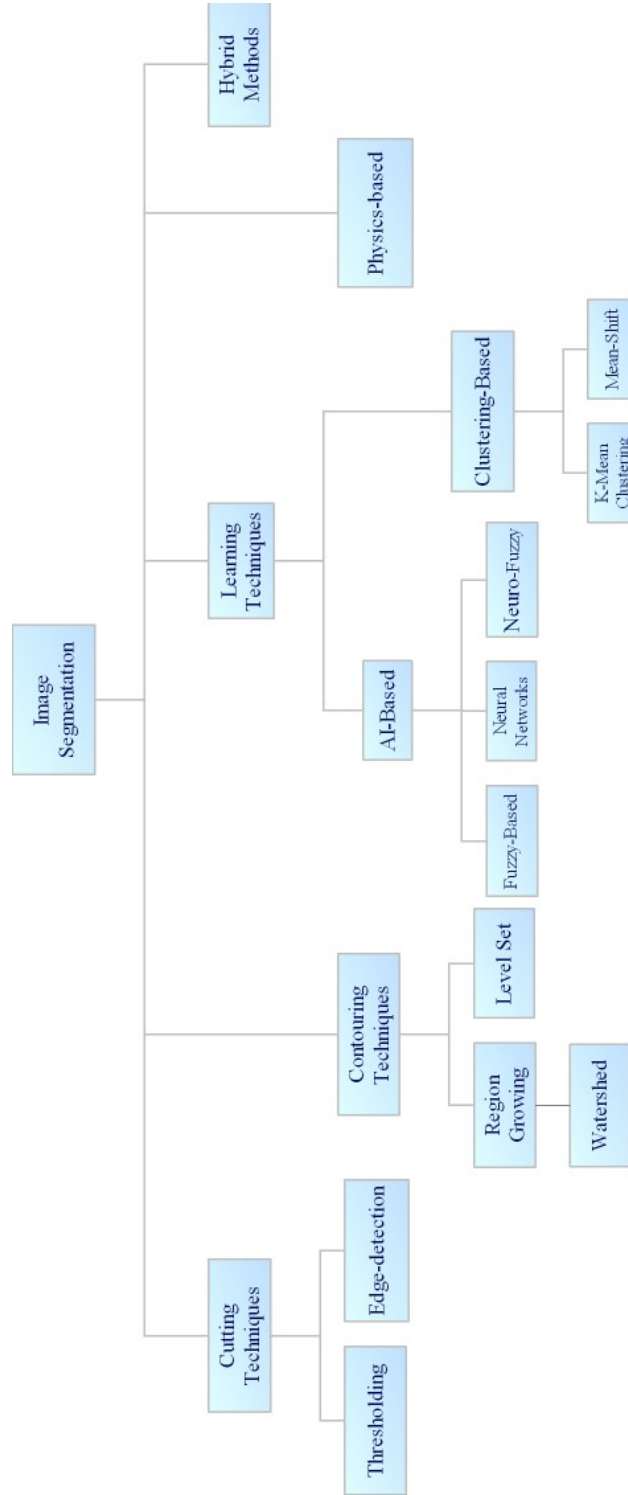 Image
Segmentation
Cutting
Techniques
Contouring
Techniques
Learning
Techniques
Physics-based
Hybrid
Methods
Thresholding
Edge-detection
Region
Growing
Level Set
Watershed
AI-Based
Clustering-Based
Fuzzy-Based
Neural
Networks
Neuro-Fuzzy
K-Mean
Clustering
Mean-Shift